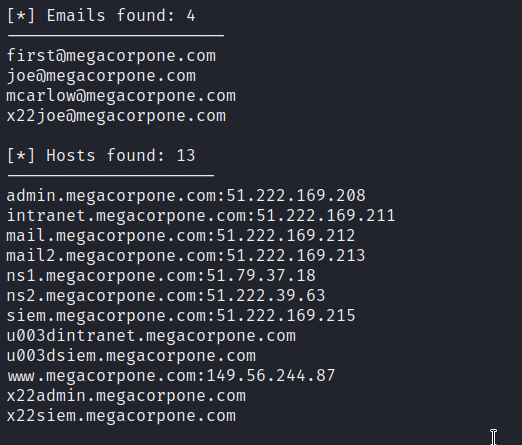 [*] Emails found: 4
----------------------
first@megacorpone.com
joe@megacorpone.com
mcarlow@megacorpone.com
x22joe@megacorpone.com
[*] Hosts found: 13
---------------------
admin.megacorpone.com:51.222.169.208
intranet.megacorpone.com:51.222.169.211
mail.megacorpone.com:51.222.169.212
mail2.megacorpone.com:51.222.169.213
ns1.megacorpone.com:51.79.37.18
ns2.megacorpone.com:51.222.39.63
siem.megacorpone.com:51.222.169.215
u003dintranet.megacorpone.com
u003dsiem.megacorpone.com
www.megacorpone.com:149.56.244.87
x22admin.megacorpone.com
x22siem.megacorpone.com